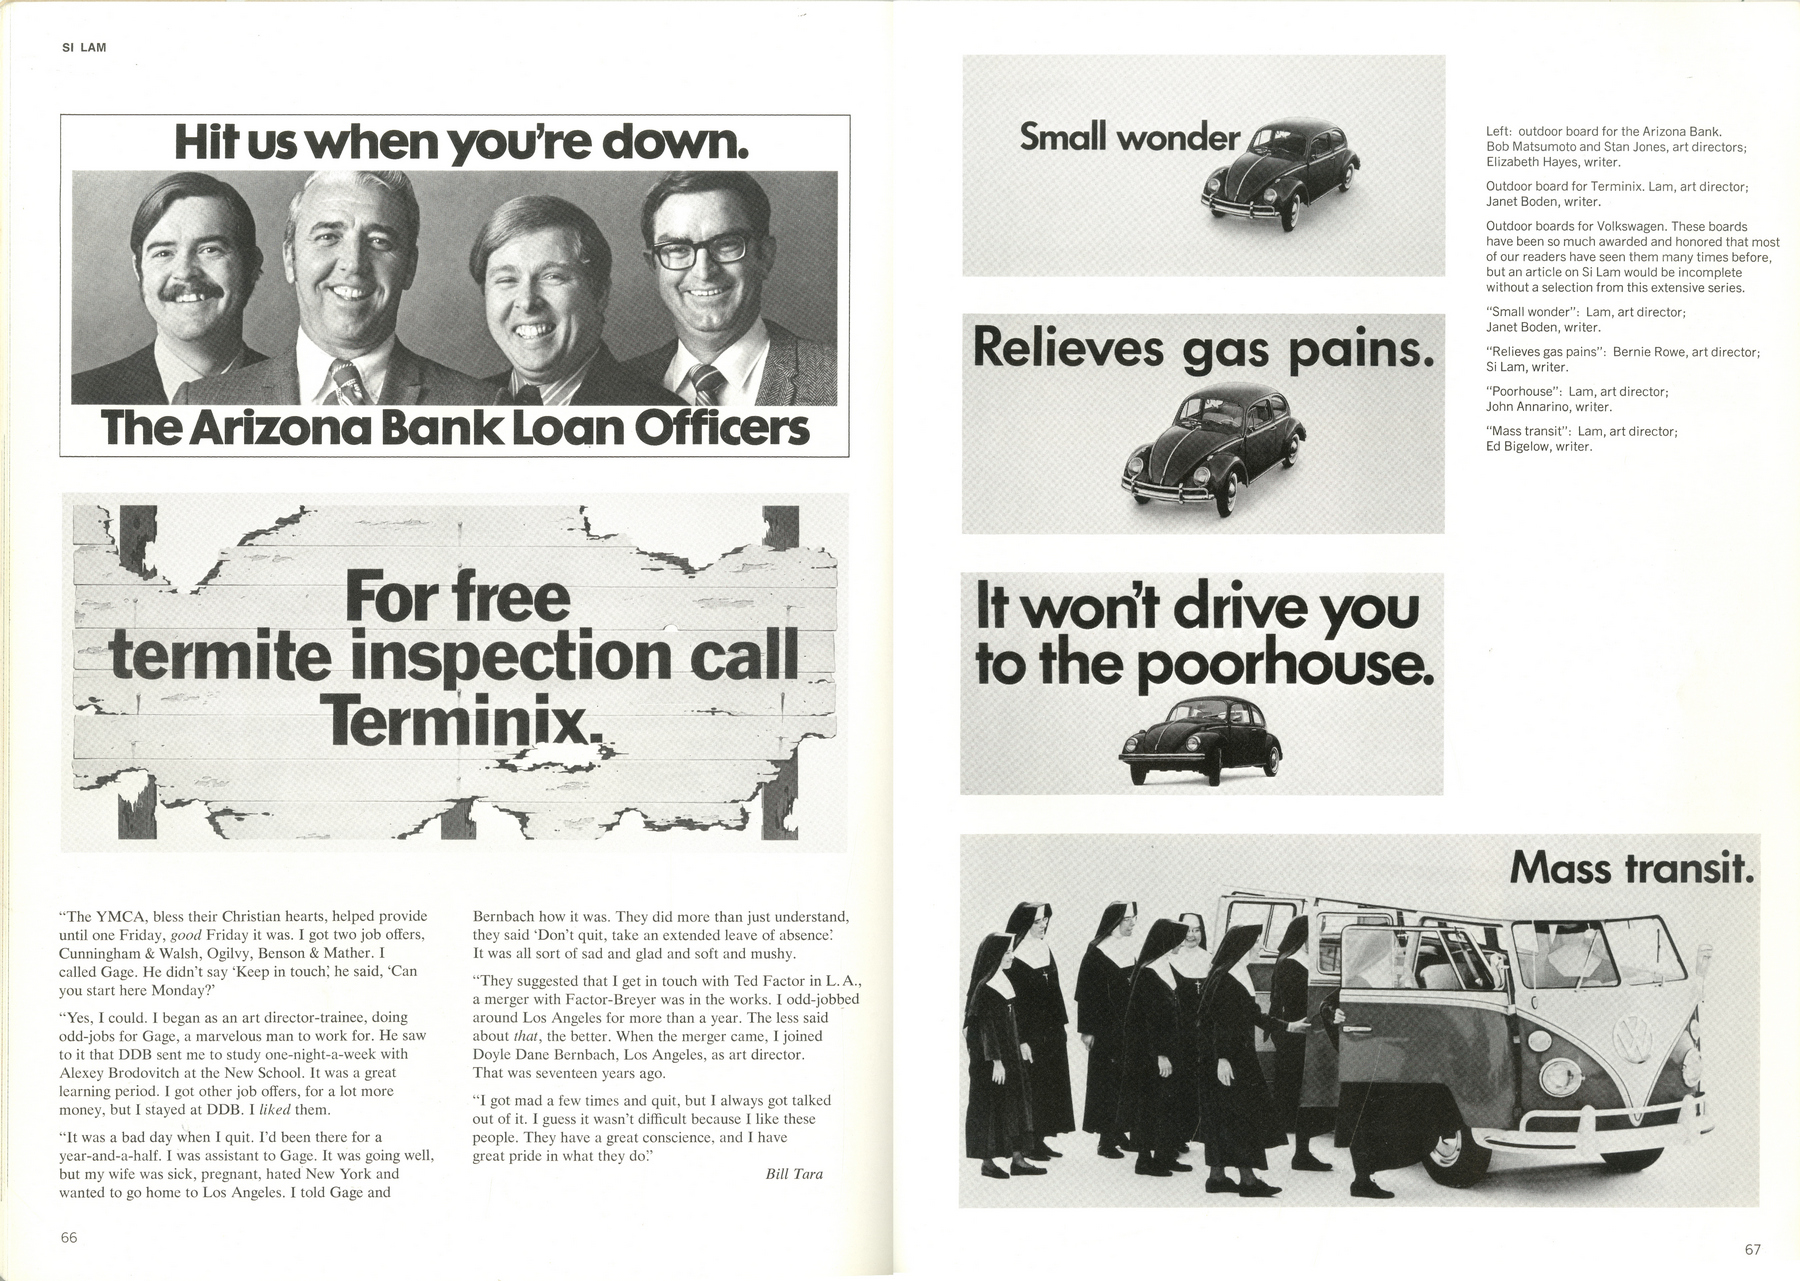 SI LAM
Hit us when you're down.
The Arizona Bank Loan Officers
For free
termite inspection call
Terminix.
“The YMCA, bless their Christian hearts, helped provide
until one Friday, good Friday it was. I got two job offers,
Cunningham & Walsh, Ogilvy, Benson & Mather. I
called Gage. He didn’t say ‘Keep in touch,’ he said, ‘Can
you start here Monday?’
“Yes, I could. I began as an art director-trainee, doing
odd-jobs for Gage, a marvelous man to work for. He saw
to it that DDB sent me to study one-night-a-week with
Alexey Brodovitch at the New School. It was a great
learning period. I got other job offers, for a lot more
money, but I stayed at DDB. I liked them.
“It was a bad day when I quit. I’d been there for a
year-and-a-half. I was assistant to Gage. It was going well,
but my wife was sick, pregnant, hated New York and
wanted to go home to Los Angeles. I told Gage and
Bernbach how it was. They did more than just understand,
they said ‘Don’t quit, take an extended leave of absence.’
It was all sort of sad and glad and soft and mushy.
“They suggested that I get in touch with Ted Factor in L.A.,
a merger with Factor-Breyer was in the works. I odd-jobbed
around Los Angeles for more than a year. The less said
about that, the better. When the merger came, I joined
Doyle Dane Bernbach, Los Angeles, as art director.
That was seventeen years ago.
“I got mad a few times and quit, but I always got talked
out of it. I guess it wasn’t difficult because I like these
people. They have a great conscience, and I have
great pride in what they do.”
Bill Tara
66
Small wonder
Relieves gas pains.
It won't drive you
to the poorhouse.
Mass transit.
Left: outdoor board for the Arizona Bank.
Bob Matsumoto and Stan Jones, art directors;
Elizabeth Hayes, writer.
Outdoor board for Terminix. Lam, art director;
Janet Boden, writer.
Outdoor boards for Volkswagen. These boards
have been so much awarded and honored that most
of our readers have seen them many times before,
but an article on Si Lam would be incomplete
without a selection from this extensive series.
“Small wonder”: Lam, art director;
Janet Boden, writer.
“Relieves gas pains”: Bernie Rowe, art director;
Si Lam, writer.
“Poorhouse”: Lam, art director;
John Annarino, writer.
“Mass transit”: Lam, art director;
Ed Bigelow, writer.
67